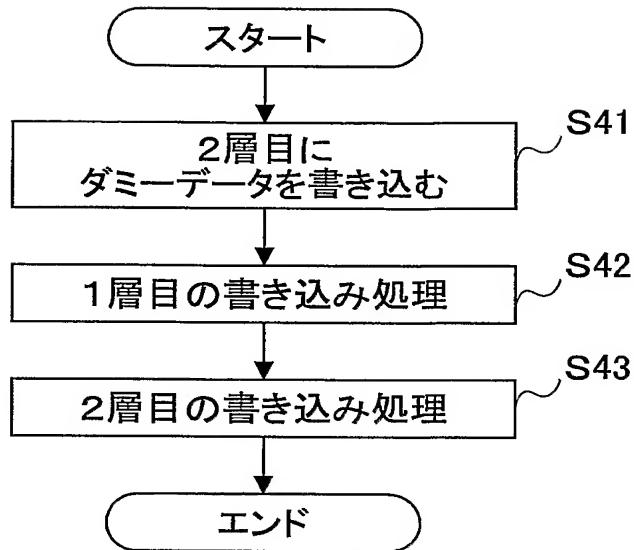 スタート
S41
2層目に
ダミーデータを書き込む
S42
1層目の書き込み処理
S43
2層目の書き込み処理
エンド